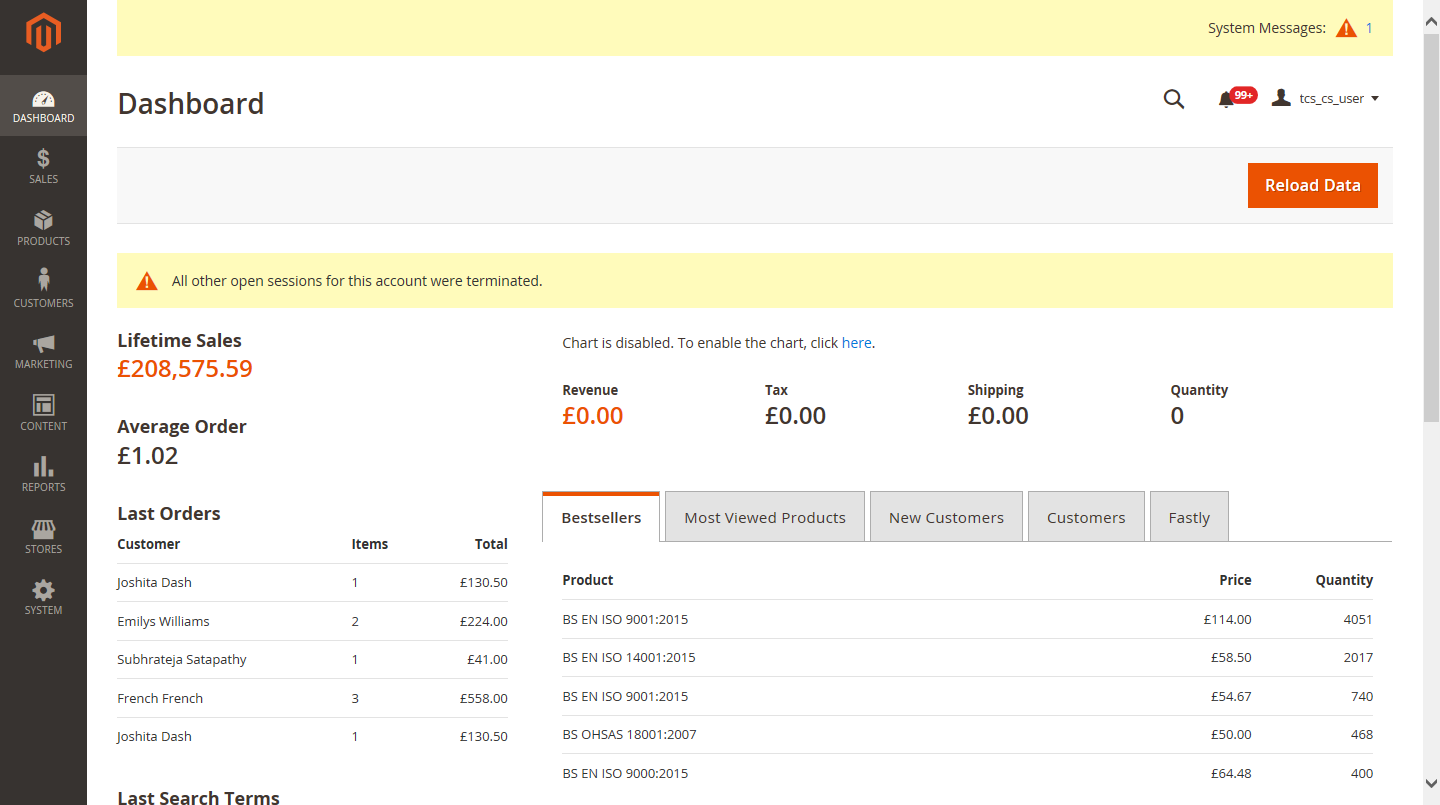 System Messages: 1
Dashboard
99+
tcs_cs_user
DASHBOARD
SALES
PRODUCTS
CUSTOMERS
MARKETING
CONTENT
REPORTS
STORES
SYSTEM
Reload Data
All other open sessions for this account were terminated.
Lifetime Sales
£208,575.59
Average Order
£1.02
Chart is disabled. To enable the chart, click here.
Revenue Tax Shipping Quantity
£0.00 £0.00 £0.00 0
Last Orders
Customer Items Total
Joshita Dash 1 £130.50
Emilys Williams 2 £224.00
Subhrateja Satapathy 1 £41.00
French French 3 £558.00
Joshita Dash 1 £130.50
Last Search Terms
Bestsellers Most Viewed Products New Customers Customers Fastly
Product Price Quantity
BS EN ISO 9001:2015 £114.00 4051
BS EN ISO 14001:2015 £58.50 2017
BS EN ISO 9001:2015 £54.67 740
BS OHSAS 18001:2007 £50.00 468
BS EN ISO 9000:2015 £64.48 400